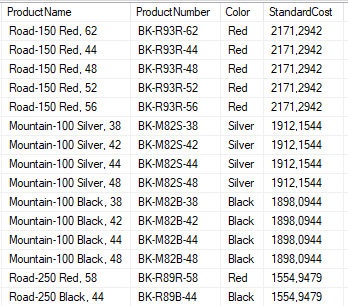 ProductName ProductNumber Color StandardCost
Road-150 Red, 62 BK-R93R-62 Red 2171,2942
Road-150 Red, 44 BK-R93R-44 Red 2171,2942
Road-150 Red, 48 BK-R93R-48 Red 2171,2942
Road-150 Red, 52 BK-R93R-52 Red 2171,2942
Road-150 Red, 56 BK-R93R-56 Red 2171,2942
Mountain-100 Silver, 38 BK-M82S-38 Silver 1912,1544
Mountain-100 Silver, 42 BK-M82S-42 Silver 1912,1544
Mountain-100 Silver, 44 BK-M82S-44 Silver 1912,1544
Mountain-100 Silver, 48 BK-M82S-48 Silver 1912,1544
Mountain-100 Black, 38 BK-M82B-38 Black 1898,0944
Mountain-100 Black, 42 BK-M82B-42 Black 1898,0944
Mountain-100 Black, 44 BK-M82B-44 Black 1898,0944
Mountain-100 Black, 48 BK-M82B-48 Black 1898,0944
Road-250 Red, 58 BK-R89R-58 Red 1554,9479
Road-250 Black, 44 BK-R89B-44 Black 1554,9479